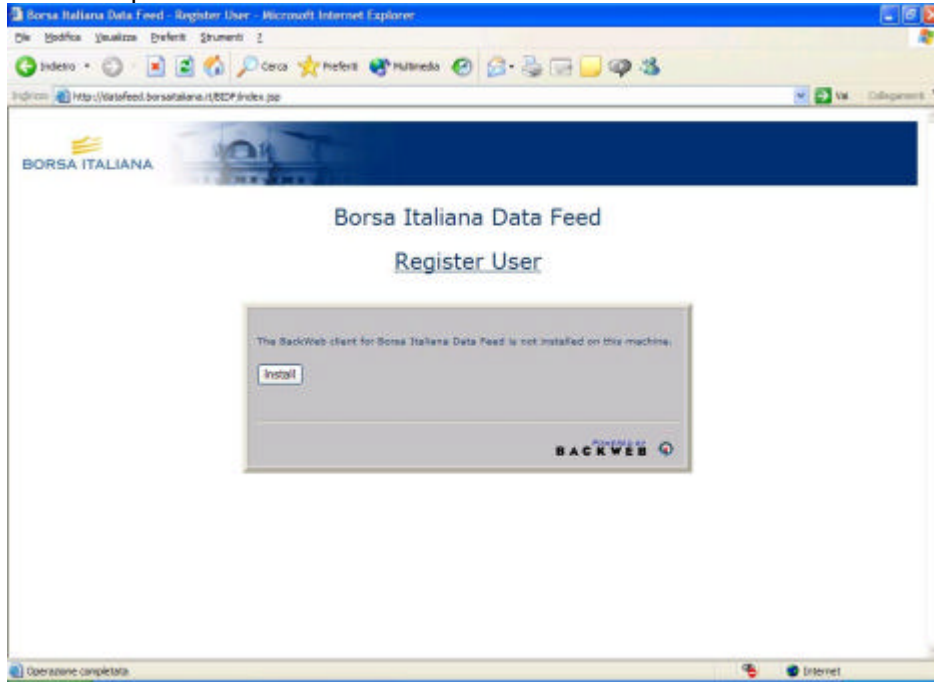 Borsa Italiana Data Feed - Register User - Microsoft Internet Explorer
File Modifica Visualizza Preferiti Strumenti ?
Indietro Cerca Preferiti Multimedia
Indirizzo http://datafeed.borsaitaliana.it/BIDF/index.jsp Vai Collegamenti
BORSA ITALIANA
Borsa Italiana Data Feed
Register User
The BackWeb client for Borsa Italiana Data Feed is not installed on this machine.
Install
POWERED BY
BACKWEB
Operazione completata
Internet